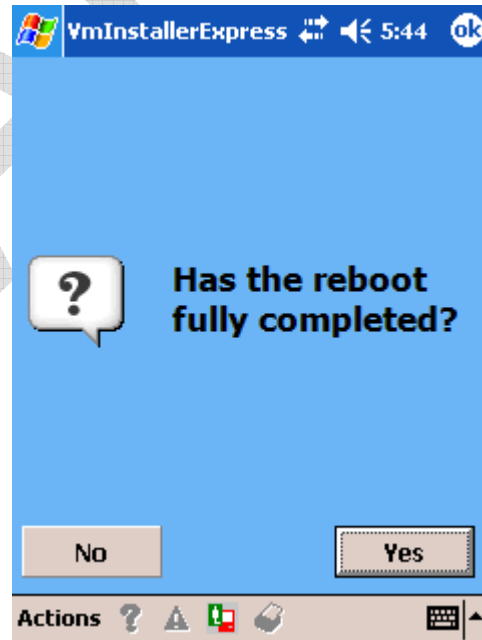 VmInstallerExpress 5:44 ok
?
Has the reboot
fully completed?
No Yes
Actions ?